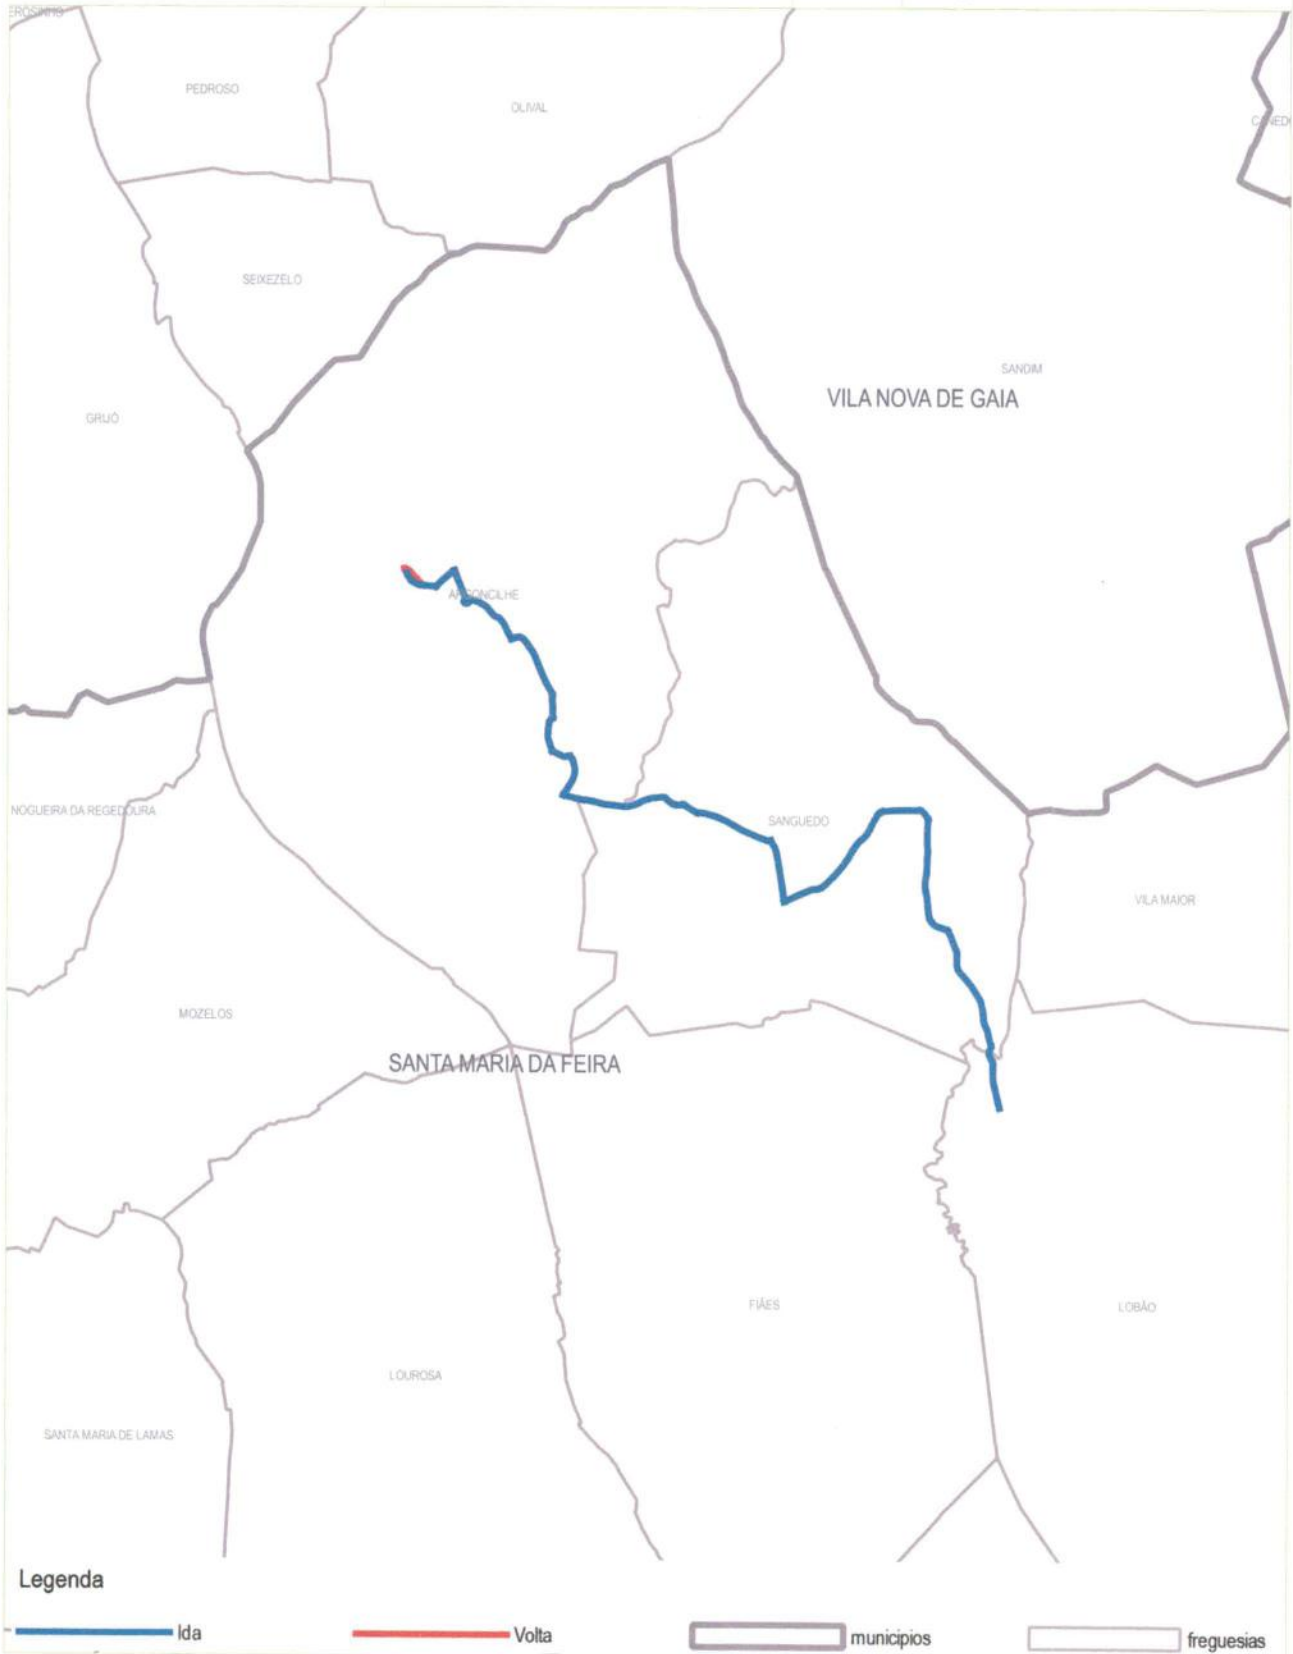 PEDROSO
OLIVAL
SEIXEZELO
SANDIM
VILA NOVA DE GAIA
GRIJÓ
ARGONCILHE
NOGUEIRA DA REGEDOURA
SANGUEDO
VILA MAIOR
MOZELOS
SANTA MARIA DA FEIRA
FIÃES
LOBÃO
LOUROSA
SANTA MARIA DE LAMAS
Legenda
Ida
Volta
municipios
freguesias